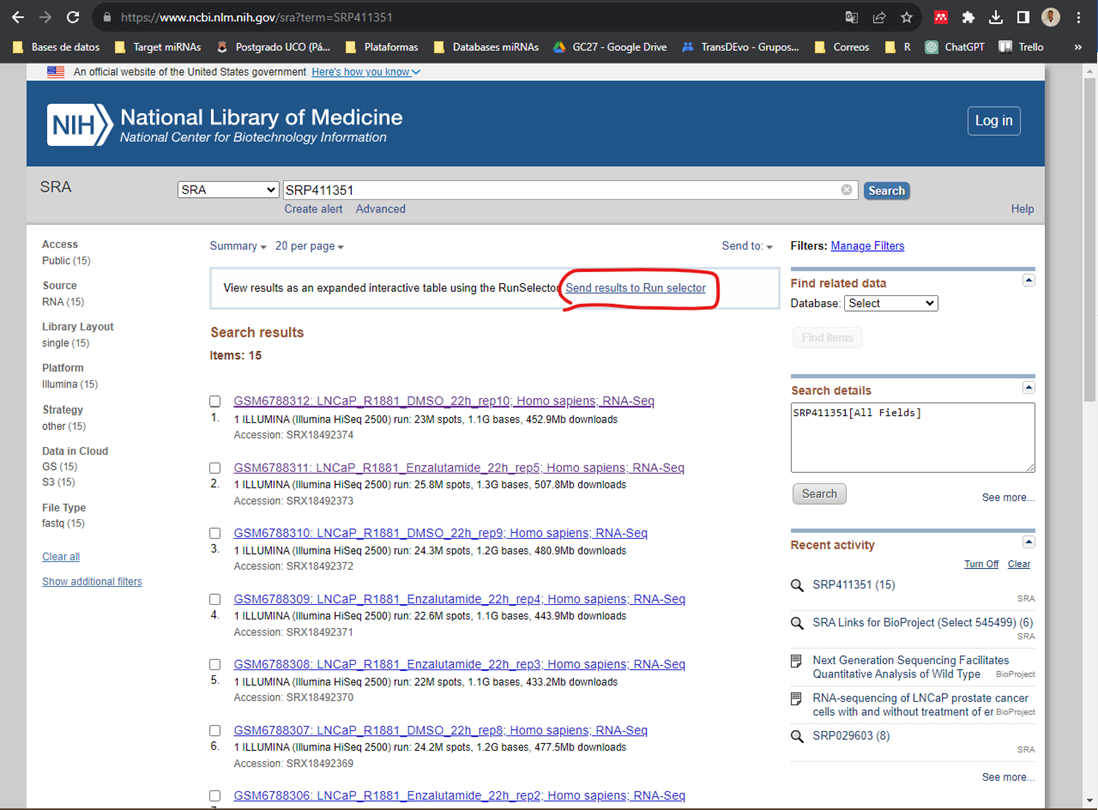 https://www.ncbi.nlm.nih.gov/sra?term=SRP411351
Bases de datos
Target miRNAs
Postgrado UCO (Pá...
Plataformas
Databases miRNAs
GC27 - Google Drive
TransDEvo - Grupos...
Correos
R
ChatGPT
Trello
»
An official website of the United States government Here's how you know
NIH
National Library of Medicine
National Center for Biotechnology Information
Log in
SRA
SRA
SRP411351
Search
Create alert Advanced
Help
Access
Public (15)
Source
RNA (15)
Library Layout
single (15)
Platform
Illumina (15)
Strategy
other (15)
Data in Cloud
GS (15)
S3 (15)
File Type
fastq (15)
Clear all
Show additional filters
Summary 20 per page
Send to:
View results as an expanded interactive table using the RunSelector Send results to Run selector
Search results
Items: 15
GSM6788312: LNCaP_R1881_DMSO_22h_rep10; Homo sapiens; RNA-Seq
1. 1 ILLUMINA (Illumina HiSeq 2500) run: 23M spots, 1.1G bases, 452.9Mb downloads
Accession: SRX18492374
GSM6788311: LNCaP_R1881_Enzalutamide_22h_rep5; Homo sapiens; RNA-Seq
2. 1 ILLUMINA (Illumina HiSeq 2500) run: 25.8M spots, 1.3G bases, 507.8Mb downloads
Accession: SRX18492373
GSM6788310: LNCaP_R1881_DMSO_22h_rep9; Homo sapiens; RNA-Seq
3. 1 ILLUMINA (Illumina HiSeq 2500) run: 24.3M spots, 1.2G bases, 480.9Mb downloads
Accession: SRX18492372
GSM6788309: LNCaP_R1881_Enzalutamide_22h_rep4; Homo sapiens; RNA-Seq
4. 1 ILLUMINA (Illumina HiSeq 2500) run: 22.6M spots, 1.1G bases, 443.9Mb downloads
Accession: SRX18492371
GSM6788308: LNCaP_R1881_Enzalutamide_22h_rep3; Homo sapiens; RNA-Seq
5. 1 ILLUMINA (Illumina HiSeq 2500) run: 22M spots, 1.1G bases, 433.2Mb downloads
Accession: SRX18492370
GSM6788307: LNCaP_R1881_DMSO_22h_rep8; Homo sapiens; RNA-Seq
6. 1 ILLUMINA (Illumina HiSeq 2500) run: 24.2M spots, 1.2G bases, 477.5Mb downloads
Accession: SRX18492369
GSM6788306: LNCaP_R1881_Enzalutamide_22h_rep2; Homo sapiens; RNA-Seq
Filters: Manage Filters
Find related data
Database: Select
Find items
Search details
SRP411351[All Fields]
Search
See more...
Recent activity
Turn Off Clear
SRP411351 (15)
SRA
SRA Links for BioProject (Select 545499) (6)
SRA
Next Generation Sequencing Facilitates
Quantitative Analysis of Wild Type BioProject
RNA-sequencing of LNCaP prostate cancer
cells with and without treatment of er BioProject
SRP029603 (8)
SRA
See more...